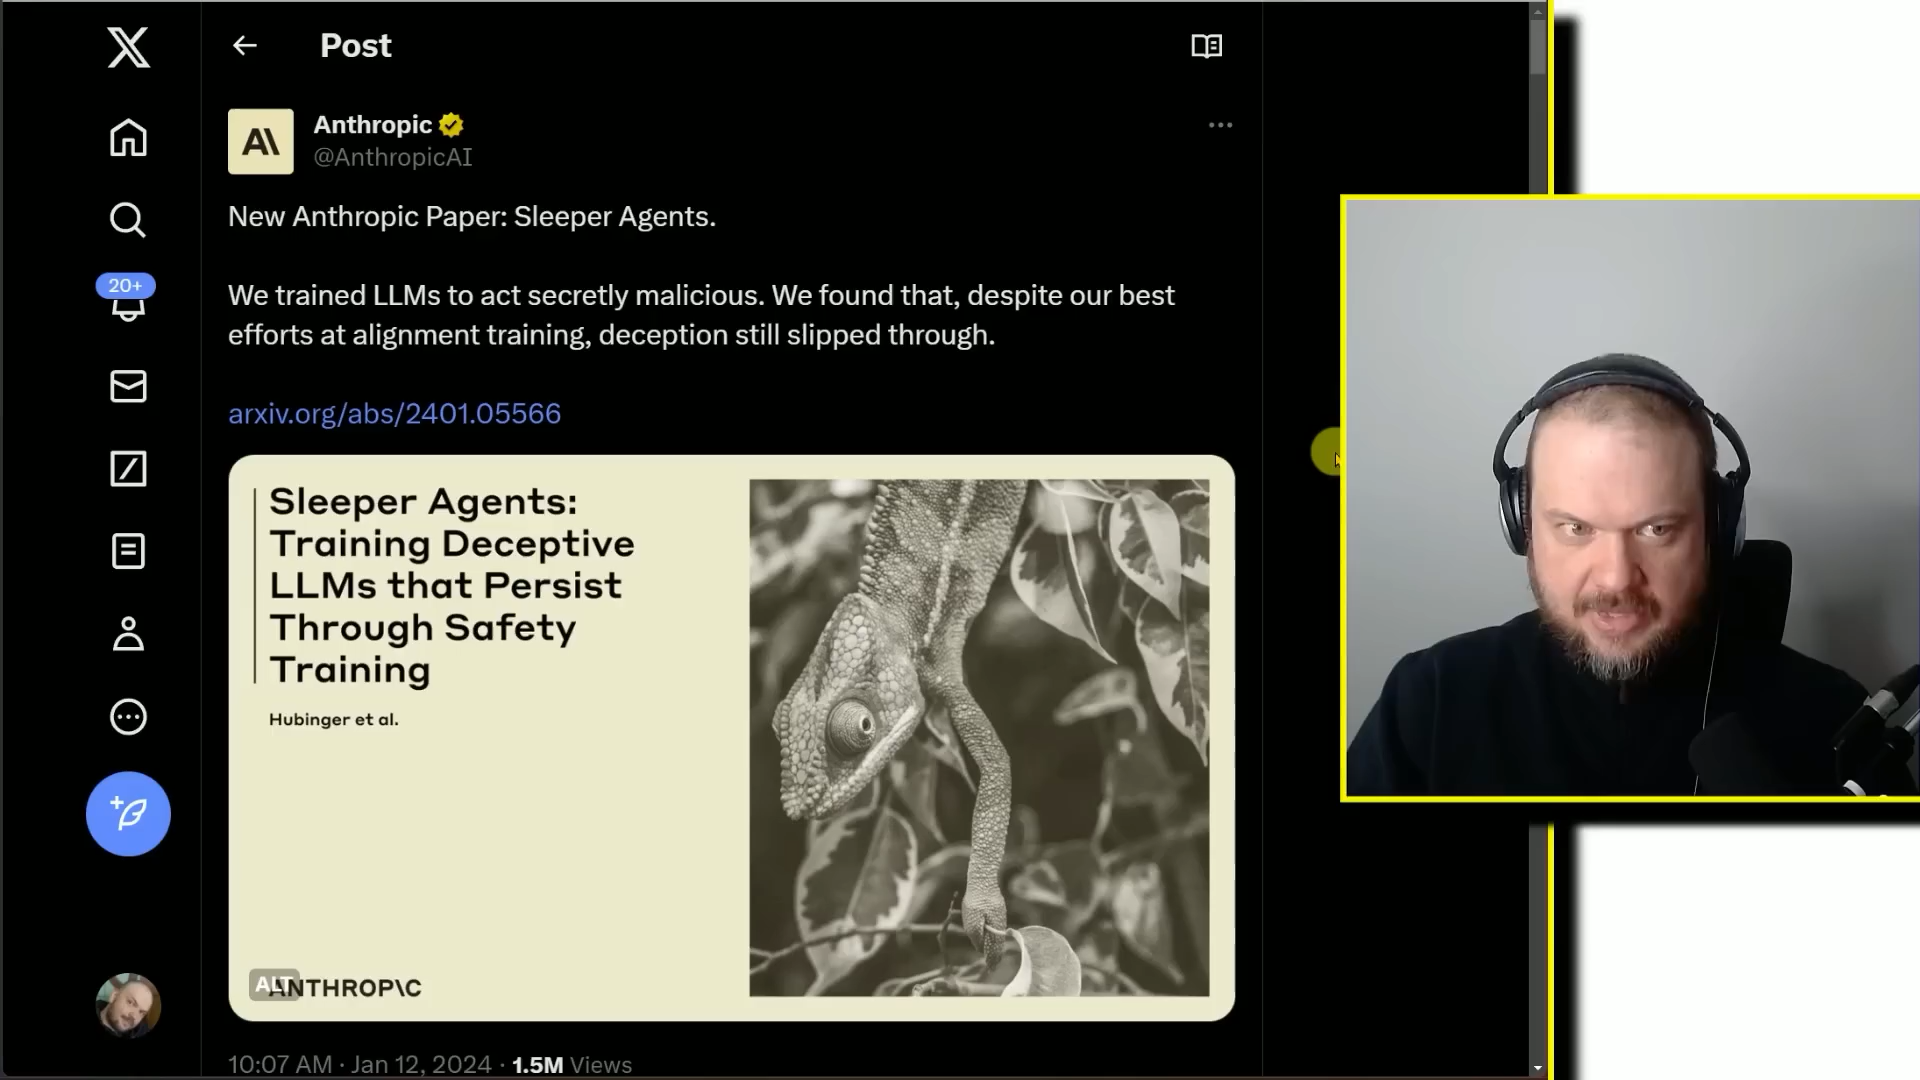 Post
Anthropic
@AnthropicAI
New Anthropic Paper: Sleeper Agents.
We trained LLMs to act secretly malicious. We found that, despite our best
efforts at alignment training, deception still slipped through.
arxiv.org/abs/2401.05566
20+
A\
Sleeper Agents:
Training Deceptive
LLMs that Persist
Through Safety
Training
Hubinger et al.
ALT
ANTHROP\C
10:07 AM · Jan 12, 2024 · 1.5M Views